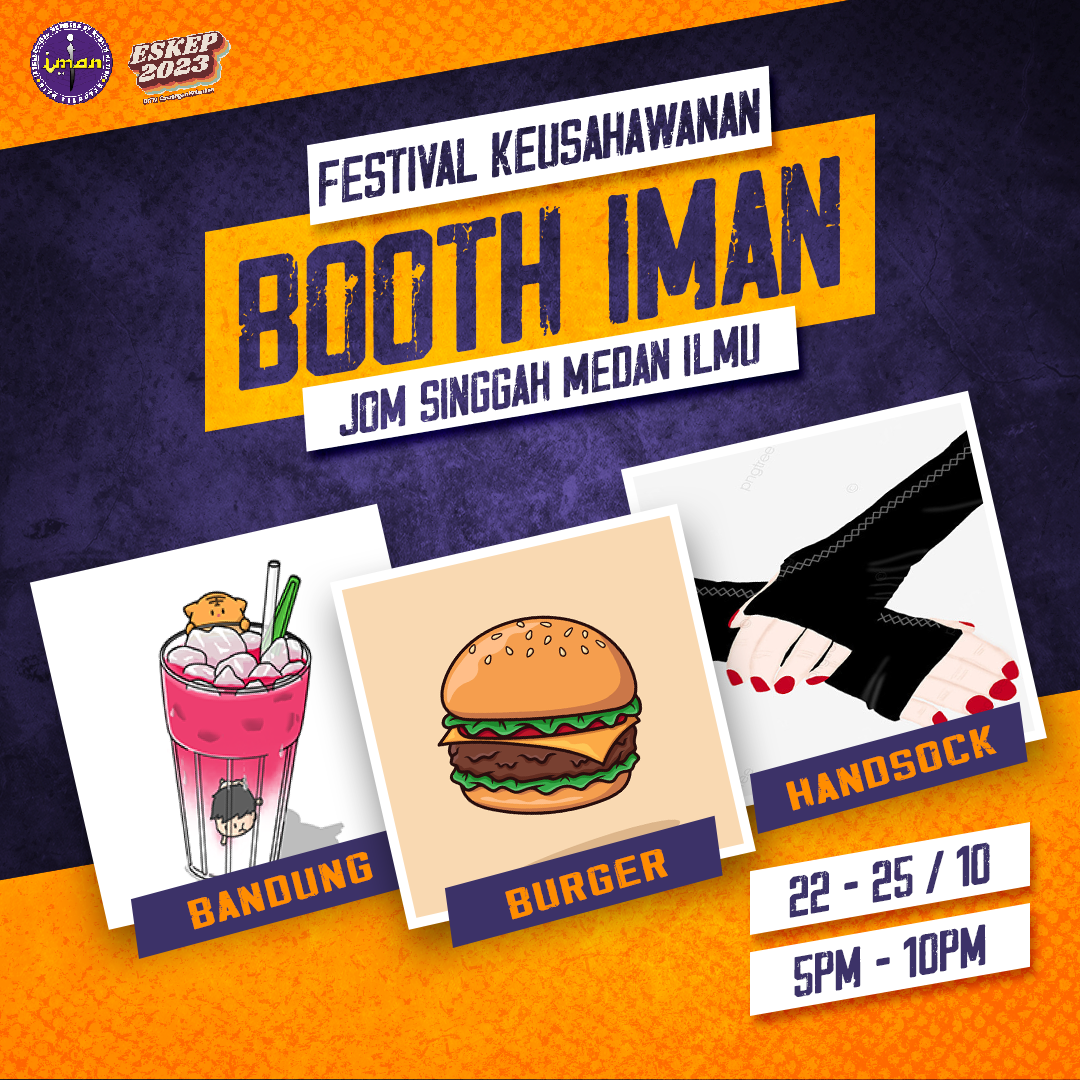 iman
ESKEP
2023
FESTIVAL KEUSAHAWANAN
BOOTH IMAN
JOM SINGGAH MEDAN ILMU
pngtree
©
BANDUNG
BURGER
HANDSOCK
22 - 25 / 10
5PM - 10PM